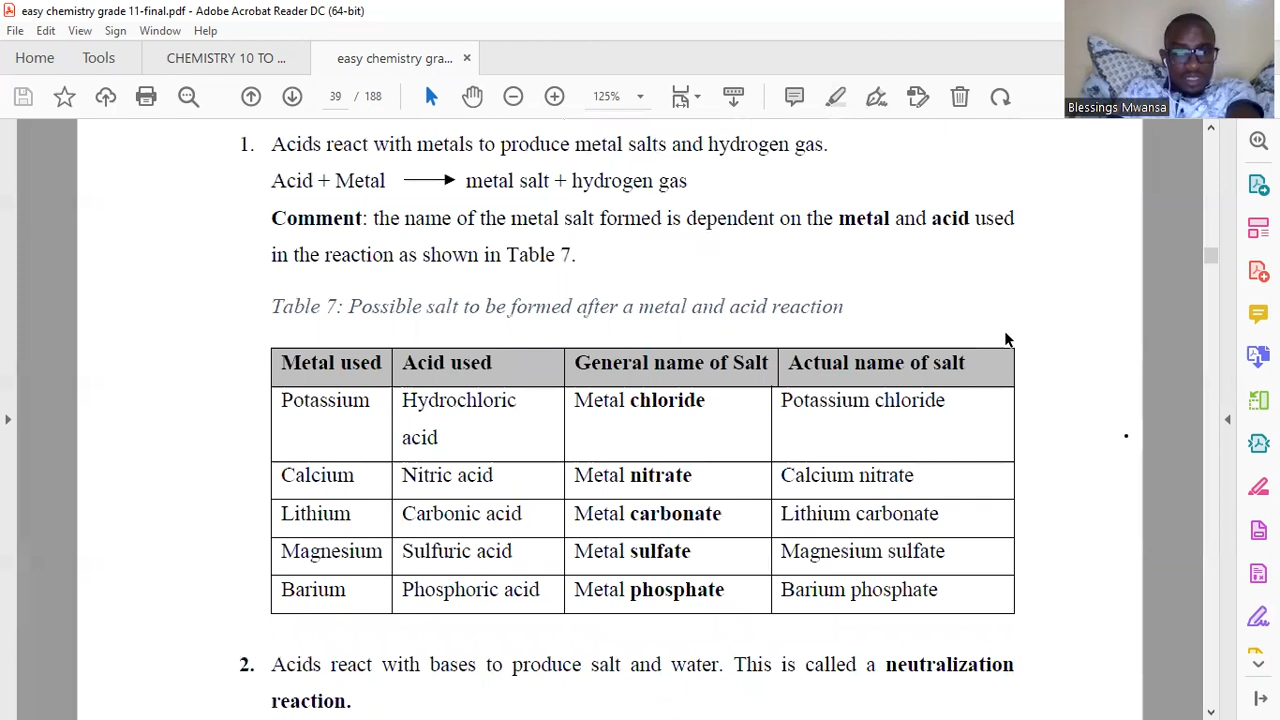 easy chemistry grade 11-final.pdf - Adobe Acrobat Reader DC (64-bit)
File Edit View Sign Window Help
Home Tools CHEMISTRY 10 TO ... easy chemistry gra... ×
39 / 188 125%
Blessings Mwansa
1. Acids react with metals to produce metal salts and hydrogen gas.
Acid + Metal ⟶ metal salt + hydrogen gas
Comment: the name of the metal salt formed is dependent on the metal and acid used
in the reaction as shown in Table 7.
Table 7: Possible salt to be formed after a metal and acid reaction
Metal used Acid used General name of Salt Actual name of salt
Potassium Hydrochloric acid Metal chloride Potassium chloride
Calcium Nitric acid Metal nitrate Calcium nitrate
Lithium Carbonic acid Metal carbonate Lithium carbonate
Magnesium Sulfuric acid Metal sulfate Magnesium sulfate
Barium Phosphoric acid Metal phosphate Barium phosphate
2. Acids react with bases to produce salt and water. This is called a neutralization
reaction.